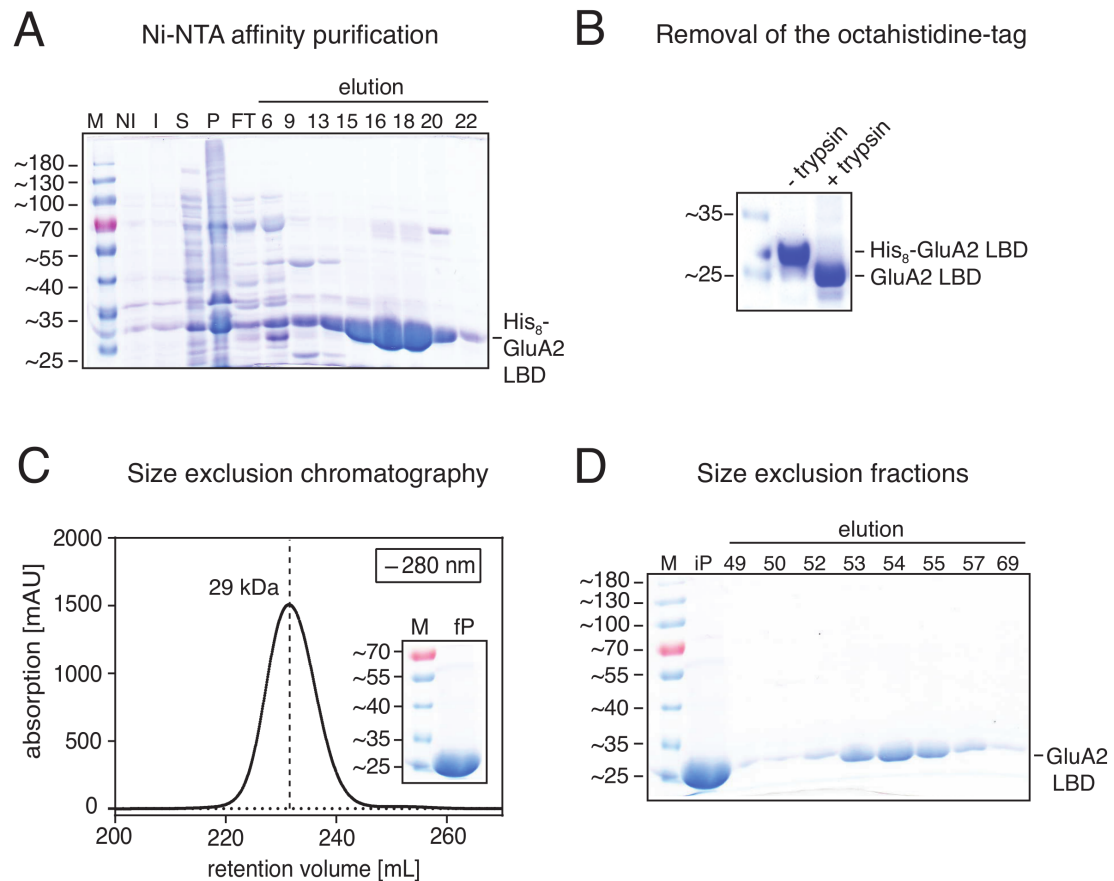 A
Ni-NTA affinity purification
elution
M NI I S P FT 6 9 13 15 16 18 20 22
~180
~130
~100
~70
~55
~40
~35
~25
His8-
GluA2
LBD
B
Removal of the octahistidine-tag
- trypsin
+ trypsin
~35
~25
His8-GluA2 LBD
GluA2 LBD
C
Size exclusion chromatography
2000
1500
1000
500
0
absorption [mAU]
29 kDa
– 280 nm
M fP
~70
~55
~40
~35
~25
200 220 240 260
retention volume [mL]
D
Size exclusion fractions
elution
M iP 49 50 52 53 54 55 57 69
~180
~130
~100
~70
~55
~40
~35
~25
GluA2
LBD